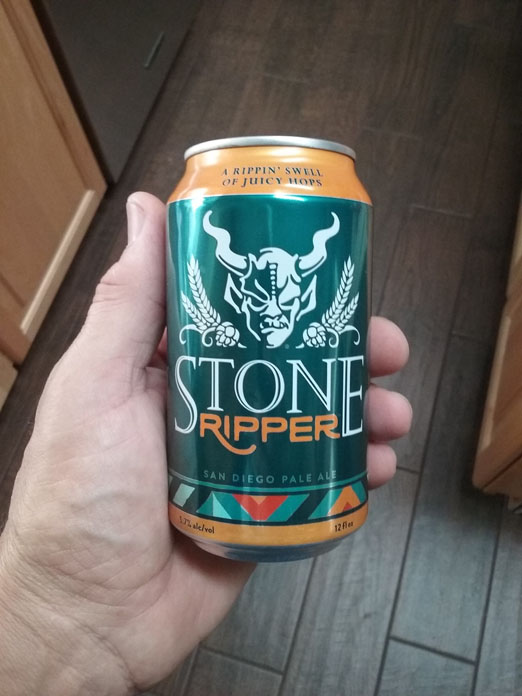 A RIPPIN' SWELL
OF JUICY HOPS
STONE
RIPPER
SAN DIEGO PALE ALE
5.7% alc/vol
12 fl oz